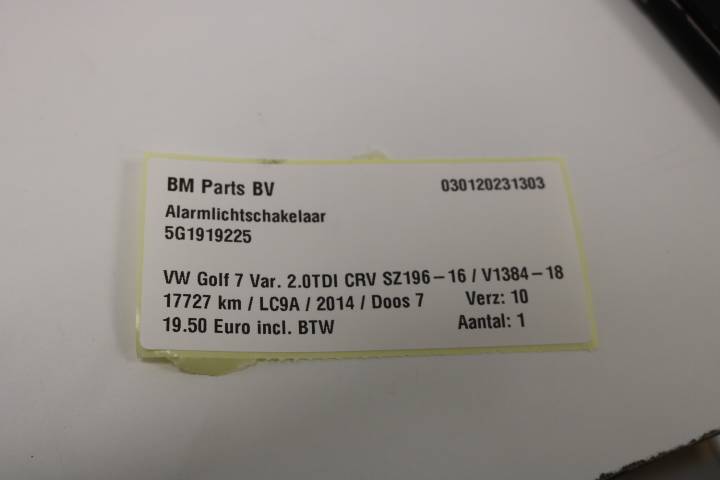 BM Parts BV 030120231303
Alarmlichtschakelaar
5G1919225
VW Golf 7 Var. 2.0TDI CRV SZ196-16 / V1384-18
17727 km / LC9A / 2014 / Doos 7 Verz: 10
19.50 Euro incl. BTW Aantal: 1